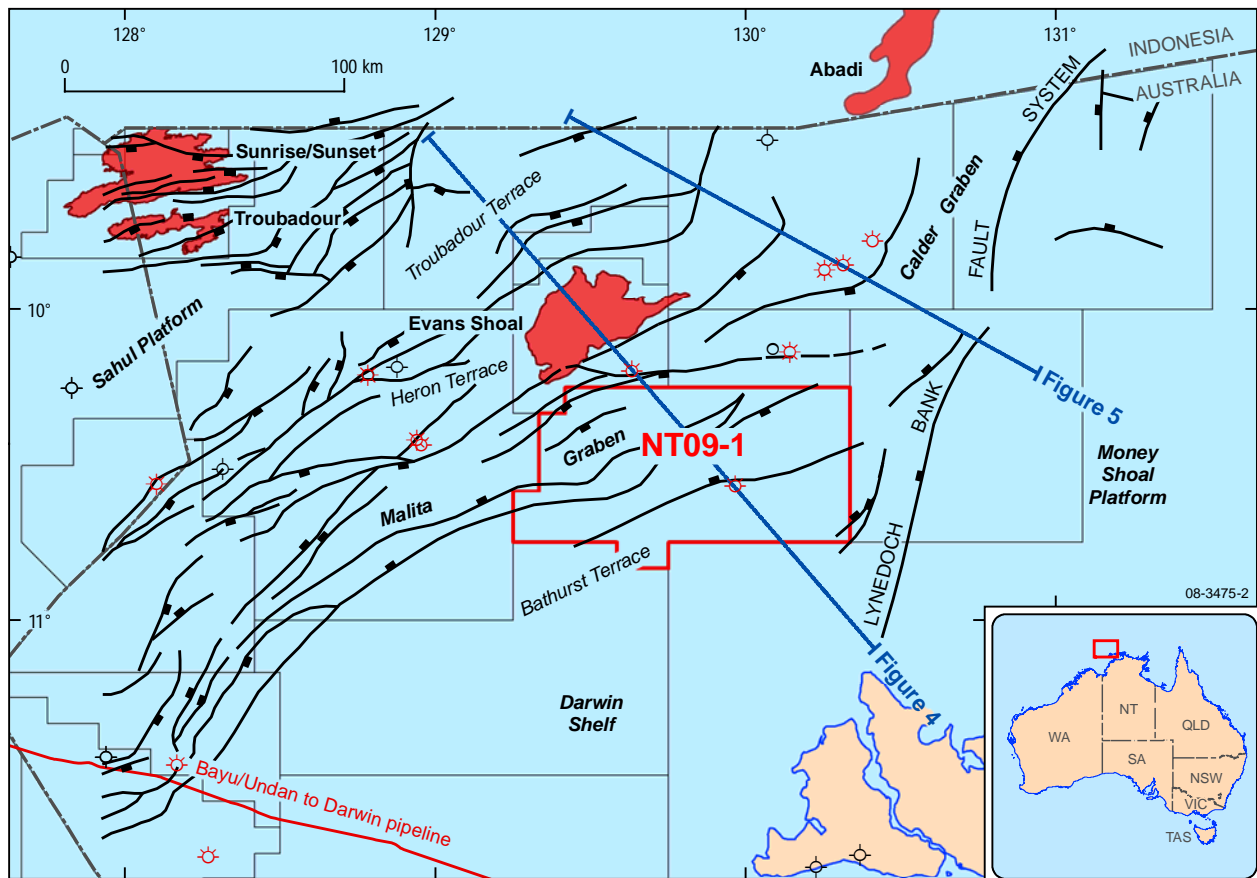 128°
129°
130°
131°
0
100 km
Abadi
INDONESIA
AUSTRALIA
SYSTEM
Sunrise/Sunset
Troubadour
Troubadour Terrace
Calder Graben
FAULT
10°
Sahul Platform
Evans Shoal
Heron Terrace
Figure 5
BANK
Graben
NT09-1
Money
Shoal
Platform
Malita
Bathurst Terrace
LYNEDOCH
08-3475-2
11°
Figure 4
Darwin
Shelf
Bayu/Undan to Darwin pipeline
WA
NT
QLD
SA
NSW
VIC
TAS